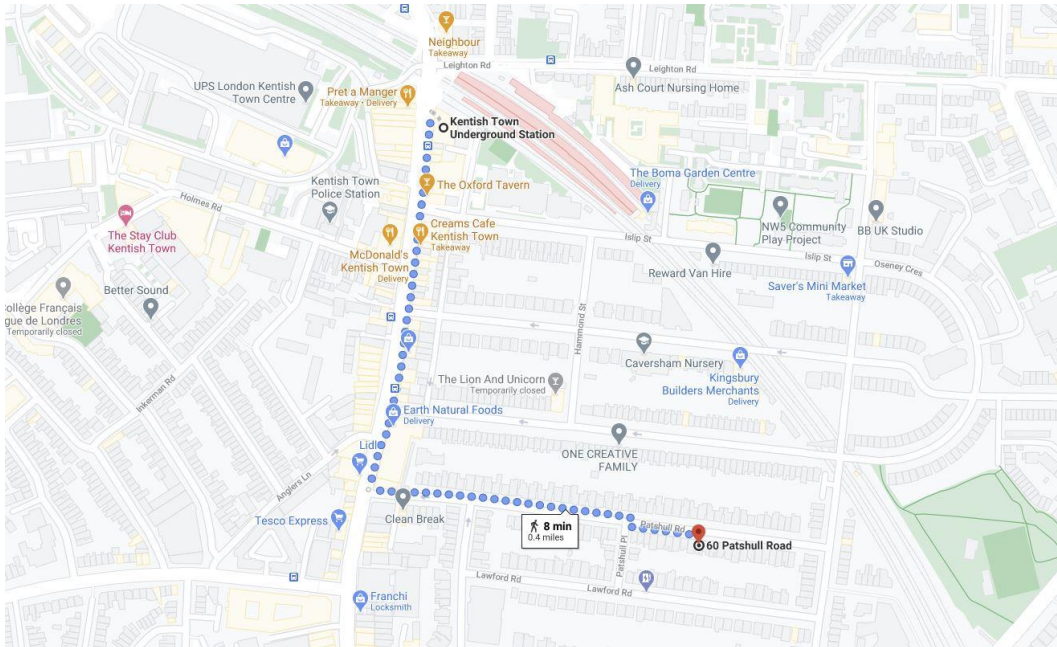 Neighbour
Takeaway
Leighton Rd
Leighton Rd
UPS London Kentish
Town Centre
Pret a Manger
Takeaway · Delivery
Ash Court Nursing Home
Kentish Town
Underground Station
Kentish Town
Police Station
The Oxford Tavern
The Boma Garden Centre
Delivery
Holmes Rd
The Stay Club
Kentish Town
Creams Cafe
Kentish Town
Takeaway
NW5 Community
Play Project
BB UK Studio
Islip St
Islip St
Oseney Cres
McDonald's
Kentish Town
Delivery
Reward Van Hire
Saver's Mini Market
Takeaway
Better Sound
Collège Français
gue de Londres
Temporarily closed
Hammond St
Caversham Nursery
Inkerman Rd
The Lion And Unicorn
Temporarily closed
Kingsbury
Builders Merchants
Delivery
Earth Natural Foods
Delivery
Lidl
ONE CREATIVE
FAMILY
Anglers Ln
Tesco Express
Clean Break
8 min
0.4 miles
Patshull Rd
60 Patshull Road
Patshull Pl
Lawford Rd
Lawford Rd
Franchi
Locksmith